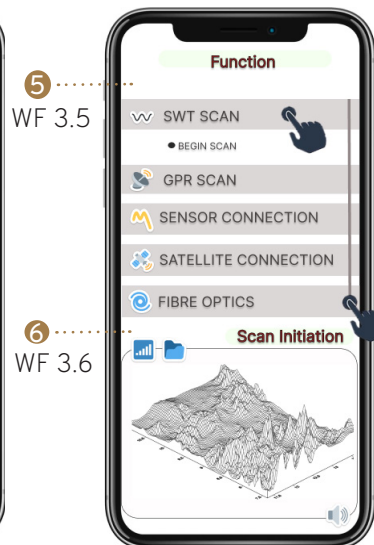 Function
5
WF 3.5
SWT SCAN
BEGIN SCAN
GPR SCAN
SENSOR CONNECTION
SATELLITE CONNECTION
FIBRE OPTICS
6
WF 3.6
Scan Initiation